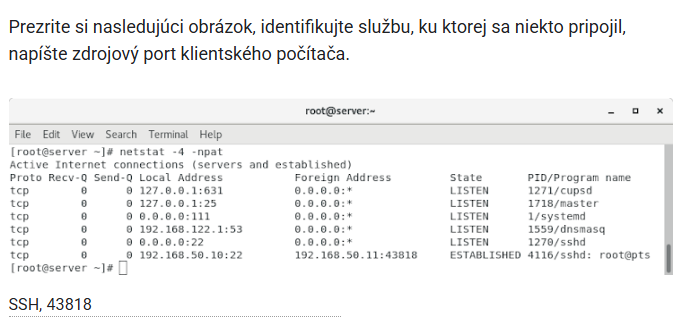 Prezrite si nasledujúci obrázok, identifikujte službu, ku ktorej sa niekto pripojil,
napíšte zdrojový port klientského počítača.
root@server:~
File Edit View Search Terminal Help
[root@server ~]# netstat -4 -npat
Active Internet connections (servers and established)
Proto Recv-Q Send-Q Local Address Foreign Address State PID/Program name
tcp 0 0 127.0.0.1:631 0.0.0.0:* LISTEN 1271/cupsd
tcp 0 0 127.0.0.1:25 0.0.0.0:* LISTEN 1718/master
tcp 0 0 0.0.0.0:111 0.0.0.0:* LISTEN 1/systemd
tcp 0 0 192.168.122.1:53 0.0.0.0:* LISTEN 1559/dnsmasq
tcp 0 0 0.0.0.0:22 0.0.0.0:* LISTEN 1270/sshd
tcp 0 0 192.168.50.10:22 192.168.50.11:43818 ESTABLISHED 4116/sshd: root@pts
[root@server ~]#
SSH, 43818